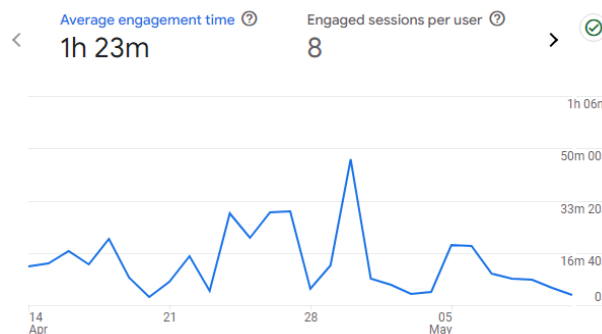 Average engagement time
Engaged sessions per user
1h 23m
8
1h 06m
50m 00
33m 20
16m 40
0
14
Apr
21
28
05
May